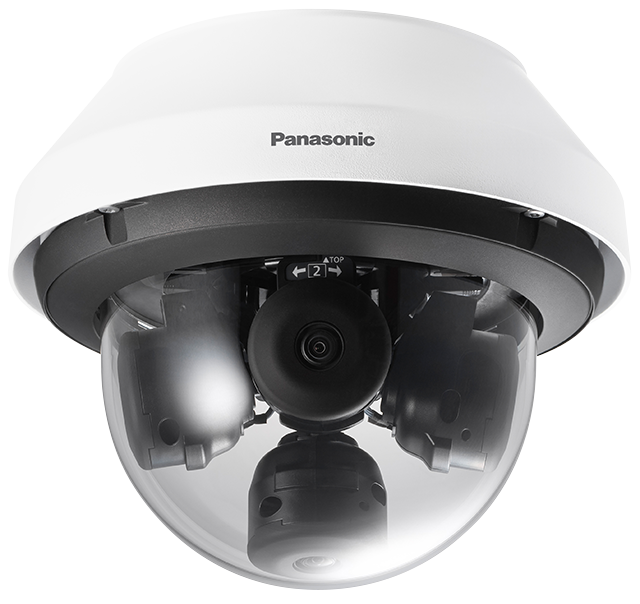 Panasonic
▲TOP
← 2 →